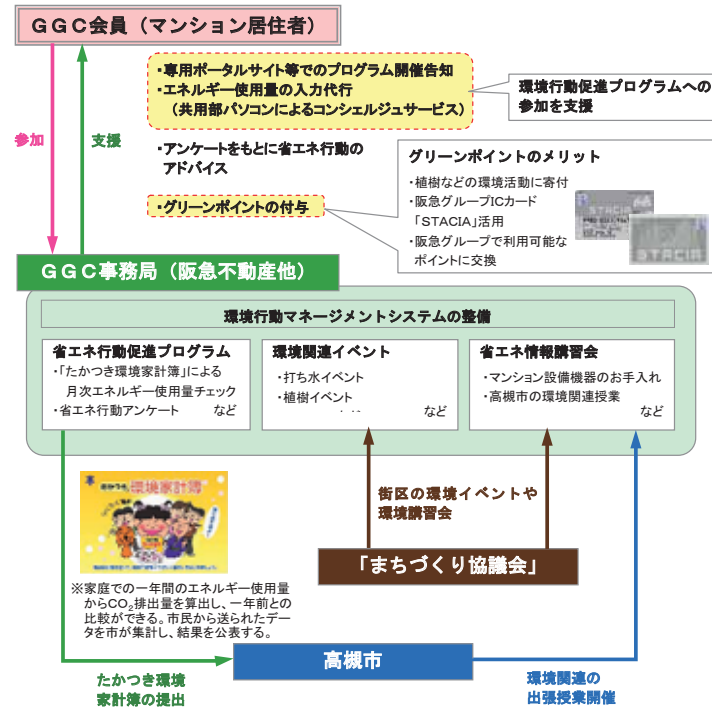 GGC会員(マンション居住者)
参加
支援
・専用ポータルサイト等でのプログラム開催告知
・エネルギー使用量の入力代行
(共用部パソコンによるコンシェルジュサービス)
環境行動促進プログラムへの
参加を支援
・アンケートをもとに省エネ行動の
アドバイス
・グリーンポイントの付与
グリーンポイントのメリット
・植樹などの環境活動に寄付
・阪急グループICカード
「STACIA」活用
・阪急グループで利用可能な
ポイントに交換
STACIA
STACIA
GGC事務局(阪急不動産他)
環境行動マネージメントシステムの整備
省エネ行動促進プログラム
・「たかつき環境家計簿」による
月次エネルギー使用量チェック
・省エネ行動アンケート など
環境関連イベント
・打ち水イベント
・植樹イベント
など
省エネ情報講習会
・マンション設備機器のお手入れ
・高槻市の環境関連授業
など
たかつき 環境家計簿
街区の環境イベントや
環境講習会
「まちづくり協議会」
※家庭での一年間のエネルギー使用量
からCO₂排出量を算出し、一年前との
比較ができる。市民から送られたデー
タを市が集計し、結果を公表する。
高槻市
たかつき環境
家計簿の提出
環境関連の
出張授業開催